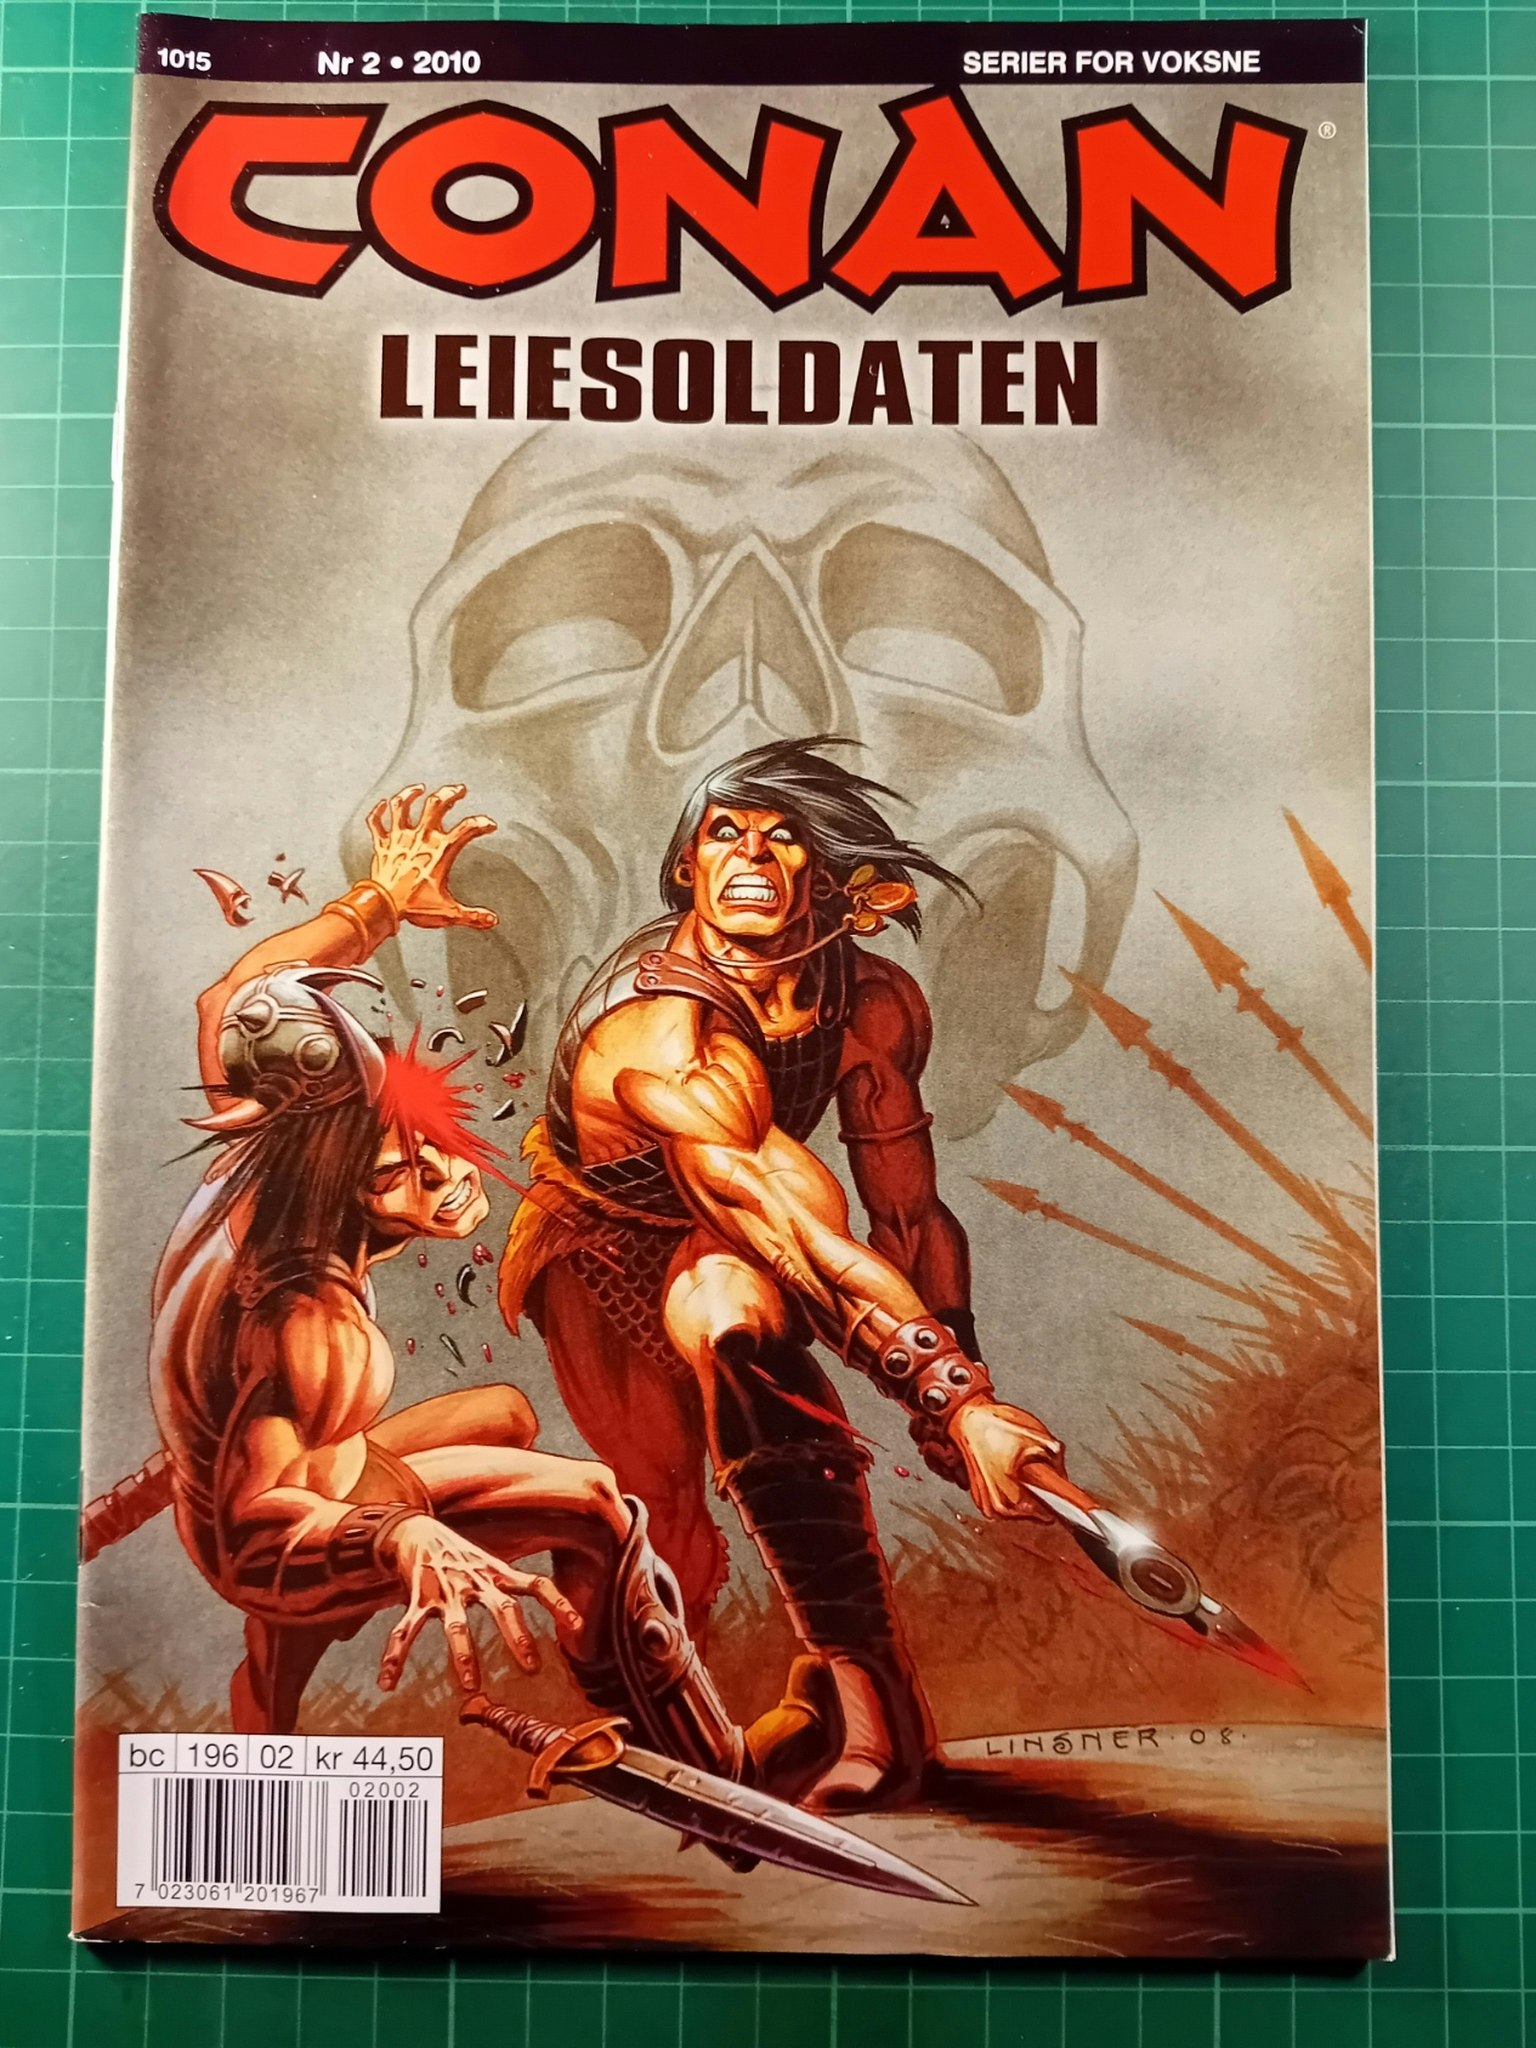 1015 Nr 2 • 2010 SERIER FOR VOKSNE
CONAN®
LEIESOLDATEN
LINSNER · 08 ·
bc 196 02 kr 44,50
02002
7 023061 201967